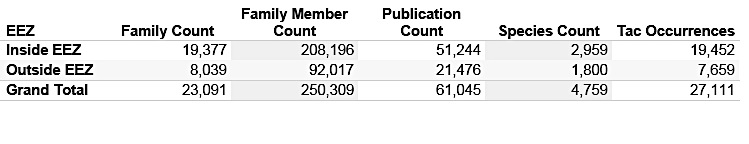 EEZ Family Count Family Member Count Publication Count Species Count Tac Occurrences
Inside EEZ 19,377 208,196 51,244 2,959 19,452
Outside EEZ 8,039 92,017 21,476 1,800 7,659
Grand Total 23,091 250,309 61,045 4,759 27,111